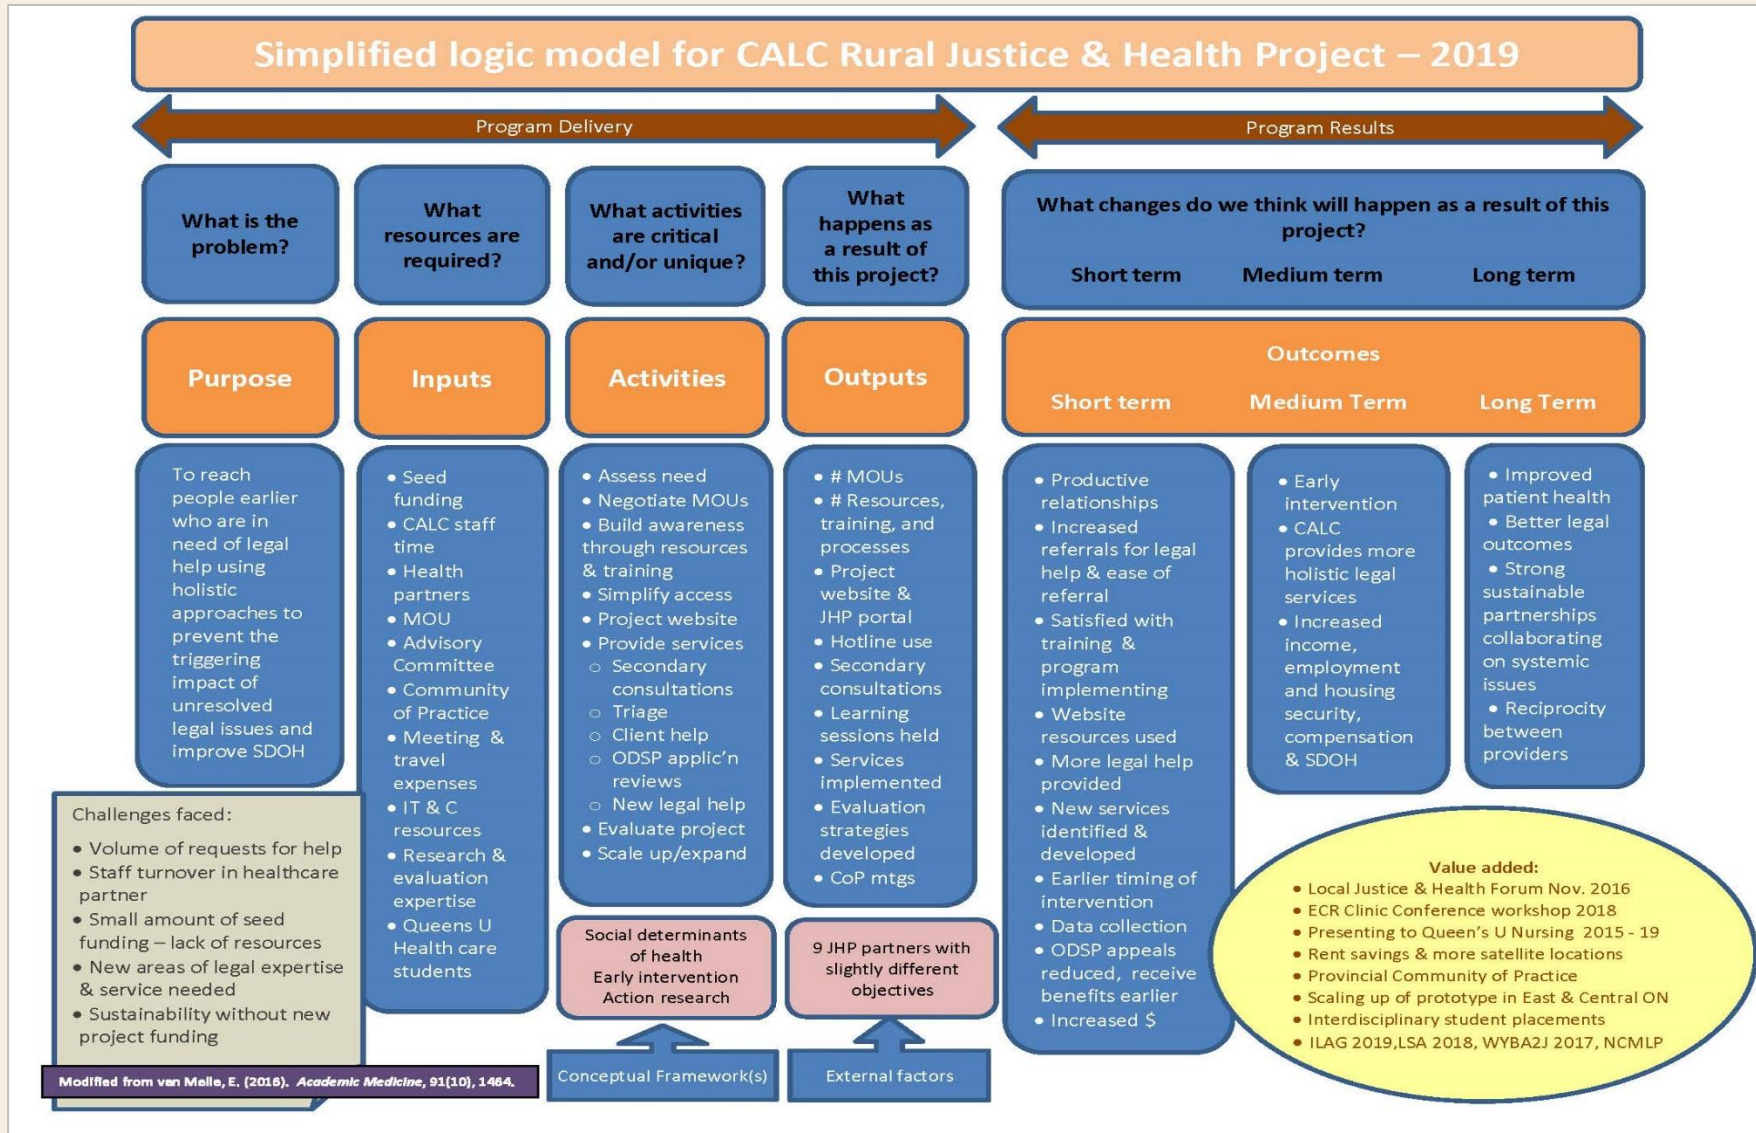 Simplified logic model for CALC Rural Justice & Health Project – 2019
Program Delivery
Program Results
What is the
problem?
What
resources are
required?
What activities
are critical
and/or unique?
What
happens as
a result of
this project?
What changes do we think will happen as a result of this
project?
Short term Medium term Long term
Purpose
Inputs
Activities
Outputs
Outcomes
Short term Medium Term Long Term
To reach
people earlier
who are in
need of legal
help using
holistic
approaches to
prevent the
triggering
impact of
unresolved
legal issues and
improve SDOH
• Seed
funding
• CALC staff
time
• Health
partners
• MOU
• Advisory
Committee
• Community
of Practice
• Meeting &
travel
expenses
• IT & C
resources
• Research &
evaluation
expertise
• Queens U
Health care
students
• Assess need
• Negotiate MOUs
• Build awareness
through resources
& training
• Simplify access
• Project website
• Provide services
○ Secondary
consultations
○ Triage
○ Client help
○ ODSP applic'n
reviews
○ New legal help
• Evaluate project
• Scale up/expand
• # MOUs
• # Resources,
training, and
processes
• Project
website &
JHP portal
• Hotline use
• Secondary
consultations
• Learning
sessions held
• Services
implemented
• Evaluation
strategies
developed
• CoP mtgs
• Productive
relationships
• Increased
referrals for legal
help & ease of
referral
• Satisfied with
training &
program
implementing
• Website
resources used
• More legal help
provided
• New services
identified &
developed
• Earlier timing of
intervention
• Data collection
• ODSP appeals
reduced, receive
benefits earlier
• Increased $
• Early
intervention
• CALC
provides more
holistic legal
services
• Increased
income,
employment
and housing
security,
compensation
& SDOH
• Improved
patient health
• Better legal
outcomes
• Strong
sustainable
partnerships
collaborating
on systemic
issues
• Reciprocity
between
providers
Challenges faced:
• Volume of requests for help
• Staff turnover in healthcare
partner
• Small amount of seed
funding – lack of resources
• New areas of legal expertise
& service needed
• Sustainability without new
project funding
Modified from van Melle, E. (2016). Academic Medicine, 91(10), 1464.
Social determinants
of health
Early intervention
Action research
Conceptual Framework(s)
9 JHP partners with
slightly different
objectives
External factors
Value added:
• Local Justice & Health Forum Nov. 2016
• ECR Clinic Conference workshop 2018
• Presenting to Queen's U Nursing 2015 - 19
• Rent savings & more satellite locations
• Provincial Community of Practice
• Scaling up of prototype in East & Central ON
• Interdisciplinary student placements
• ILAG 2019,LSA 2018, WYBA2J 2017, NCMLP